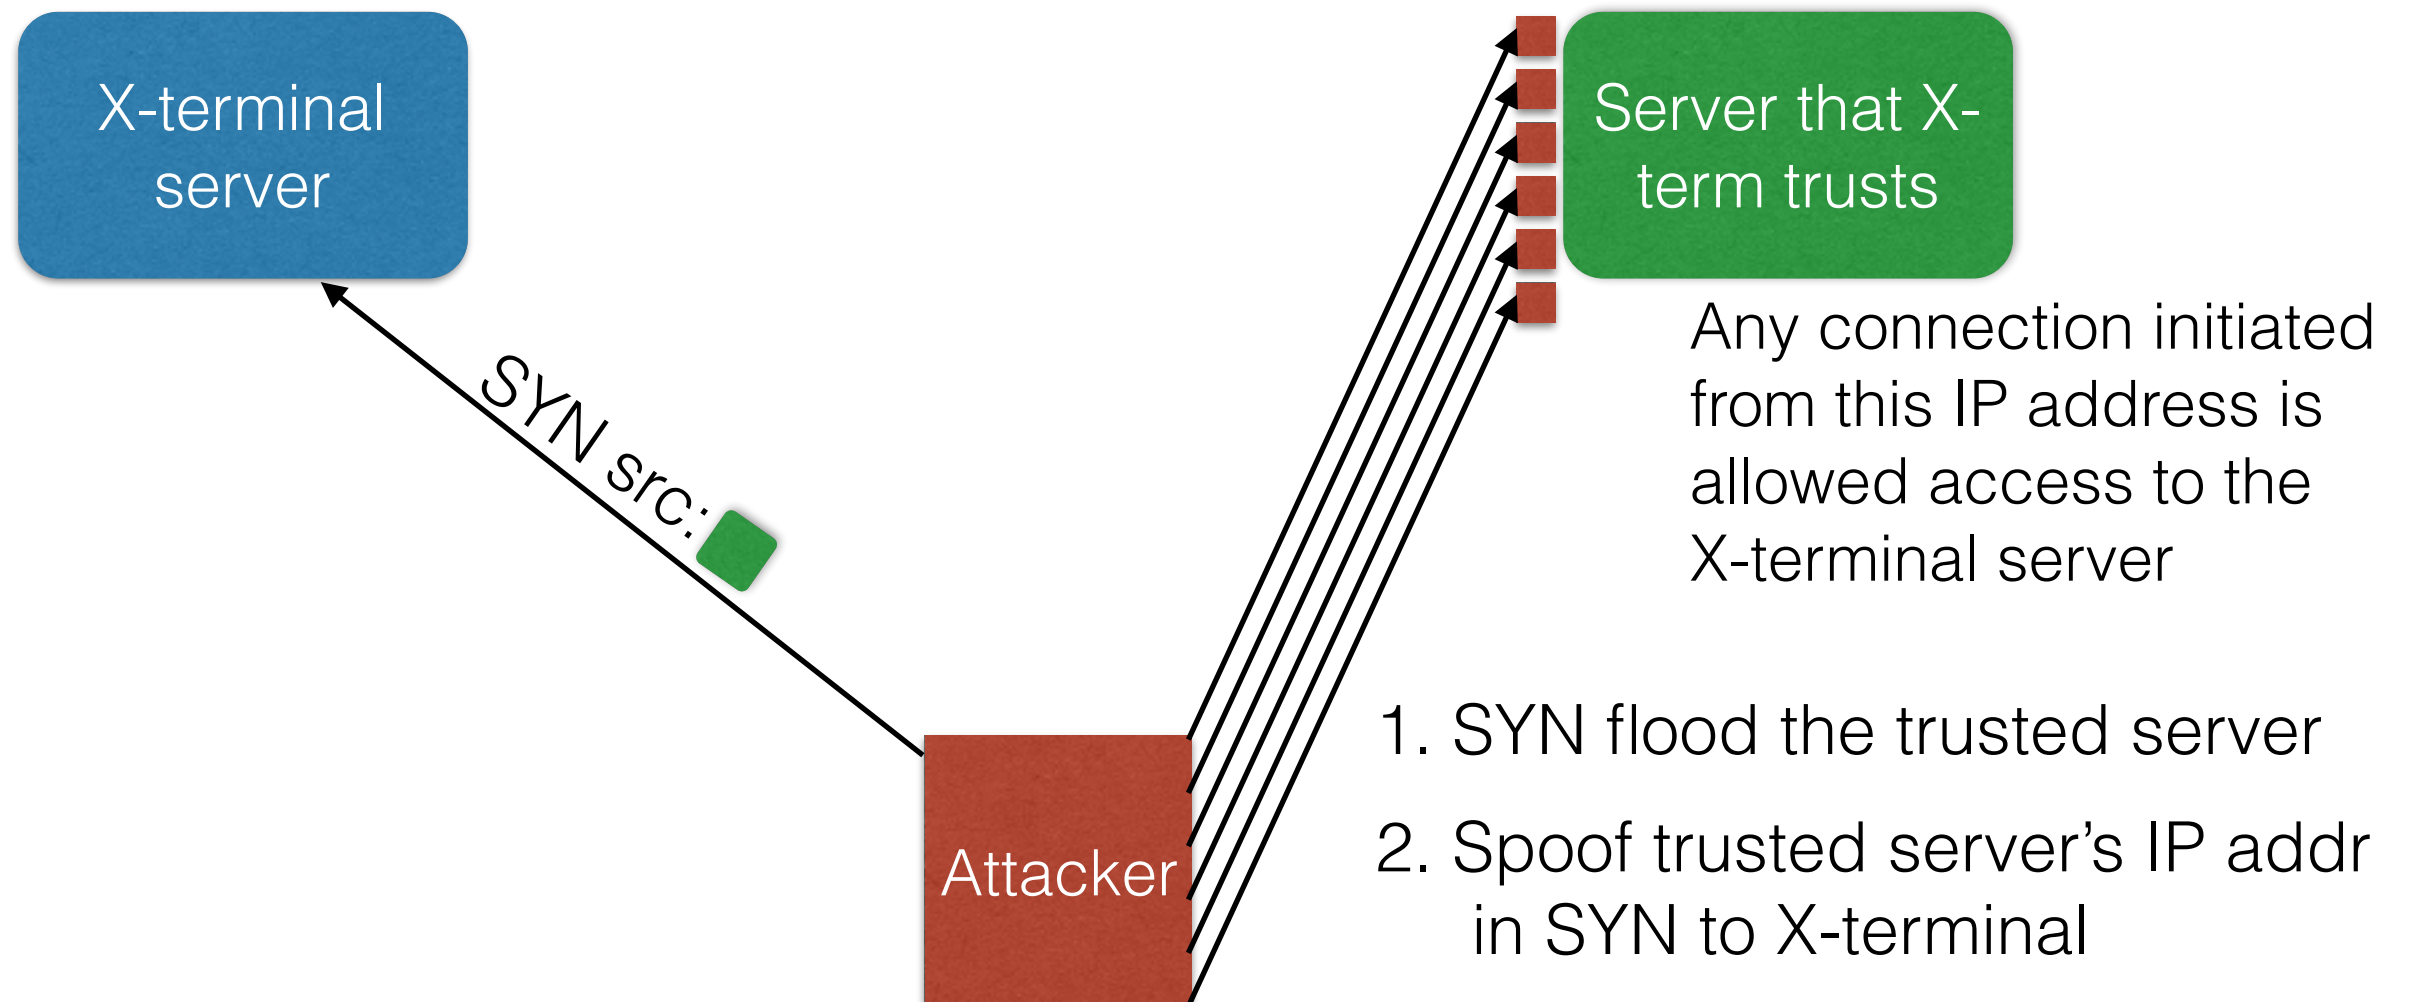 X-terminal
server
Server that X-
term trusts
Any connection initiated
from this IP address is
allowed access to the
X-terminal server
SYN src:
Attacker
1. SYN flood the trusted server
2. Spoof trusted server’s IP addr
in SYN to X-terminal